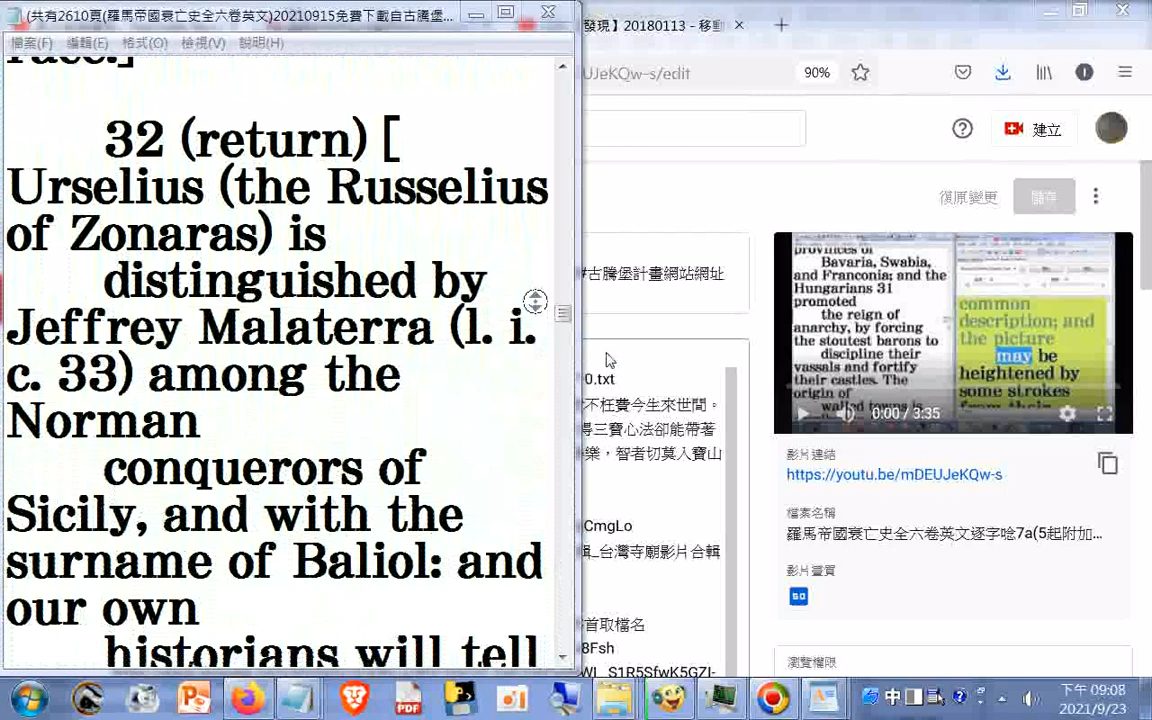 (共有2610頁(羅馬帝國衰亡史全六卷英文)20210915免費下載自古騰堡...
檔案(F) 編輯(E) 格式(O) 檢視(V) 說明(H)
race.]
32 (return) [
Urselius (the Russelius
of Zonaras) is
distinguished by
Jeffrey Malaterra (l. i.
c. 33) among the
Norman
conquerors of
Sicily, and with the
surname of Baliol: and
our own
historians will tell
發現】20180113 - 移動
JJeKQw-s/edit
90%
建立
復原變更
儲存
#古騰堡計畫網站網址
0.txt
不枉費今生來世間。
得三寶心法卻能帶著
樂，智者切莫入寶山
CmgLo
輯_台灣寺廟影片合輯
首取檔名
8Fsh
WI_S1R5SfwK5GZI-
provinces of
Bavaria, Swabia,
and Franconia; and the
Hungarians 31
promoted
the reign of
anarchy, by forcing
the stoutest barons to
discipline their
vassals and fortify
their castles. The
origin of
walled towns is
common
description; and
the picture
may be
heightened by
some strokes
from their
0:00 / 3:35
影片連結
https://youtu.be/mDEUJeKQw-s
檔案名稱
羅馬帝國衰亡史全六卷英文逐字唸7a(5起附加...
影片畫質
瀏覽權限
中
下午 09:08
2021/9/23